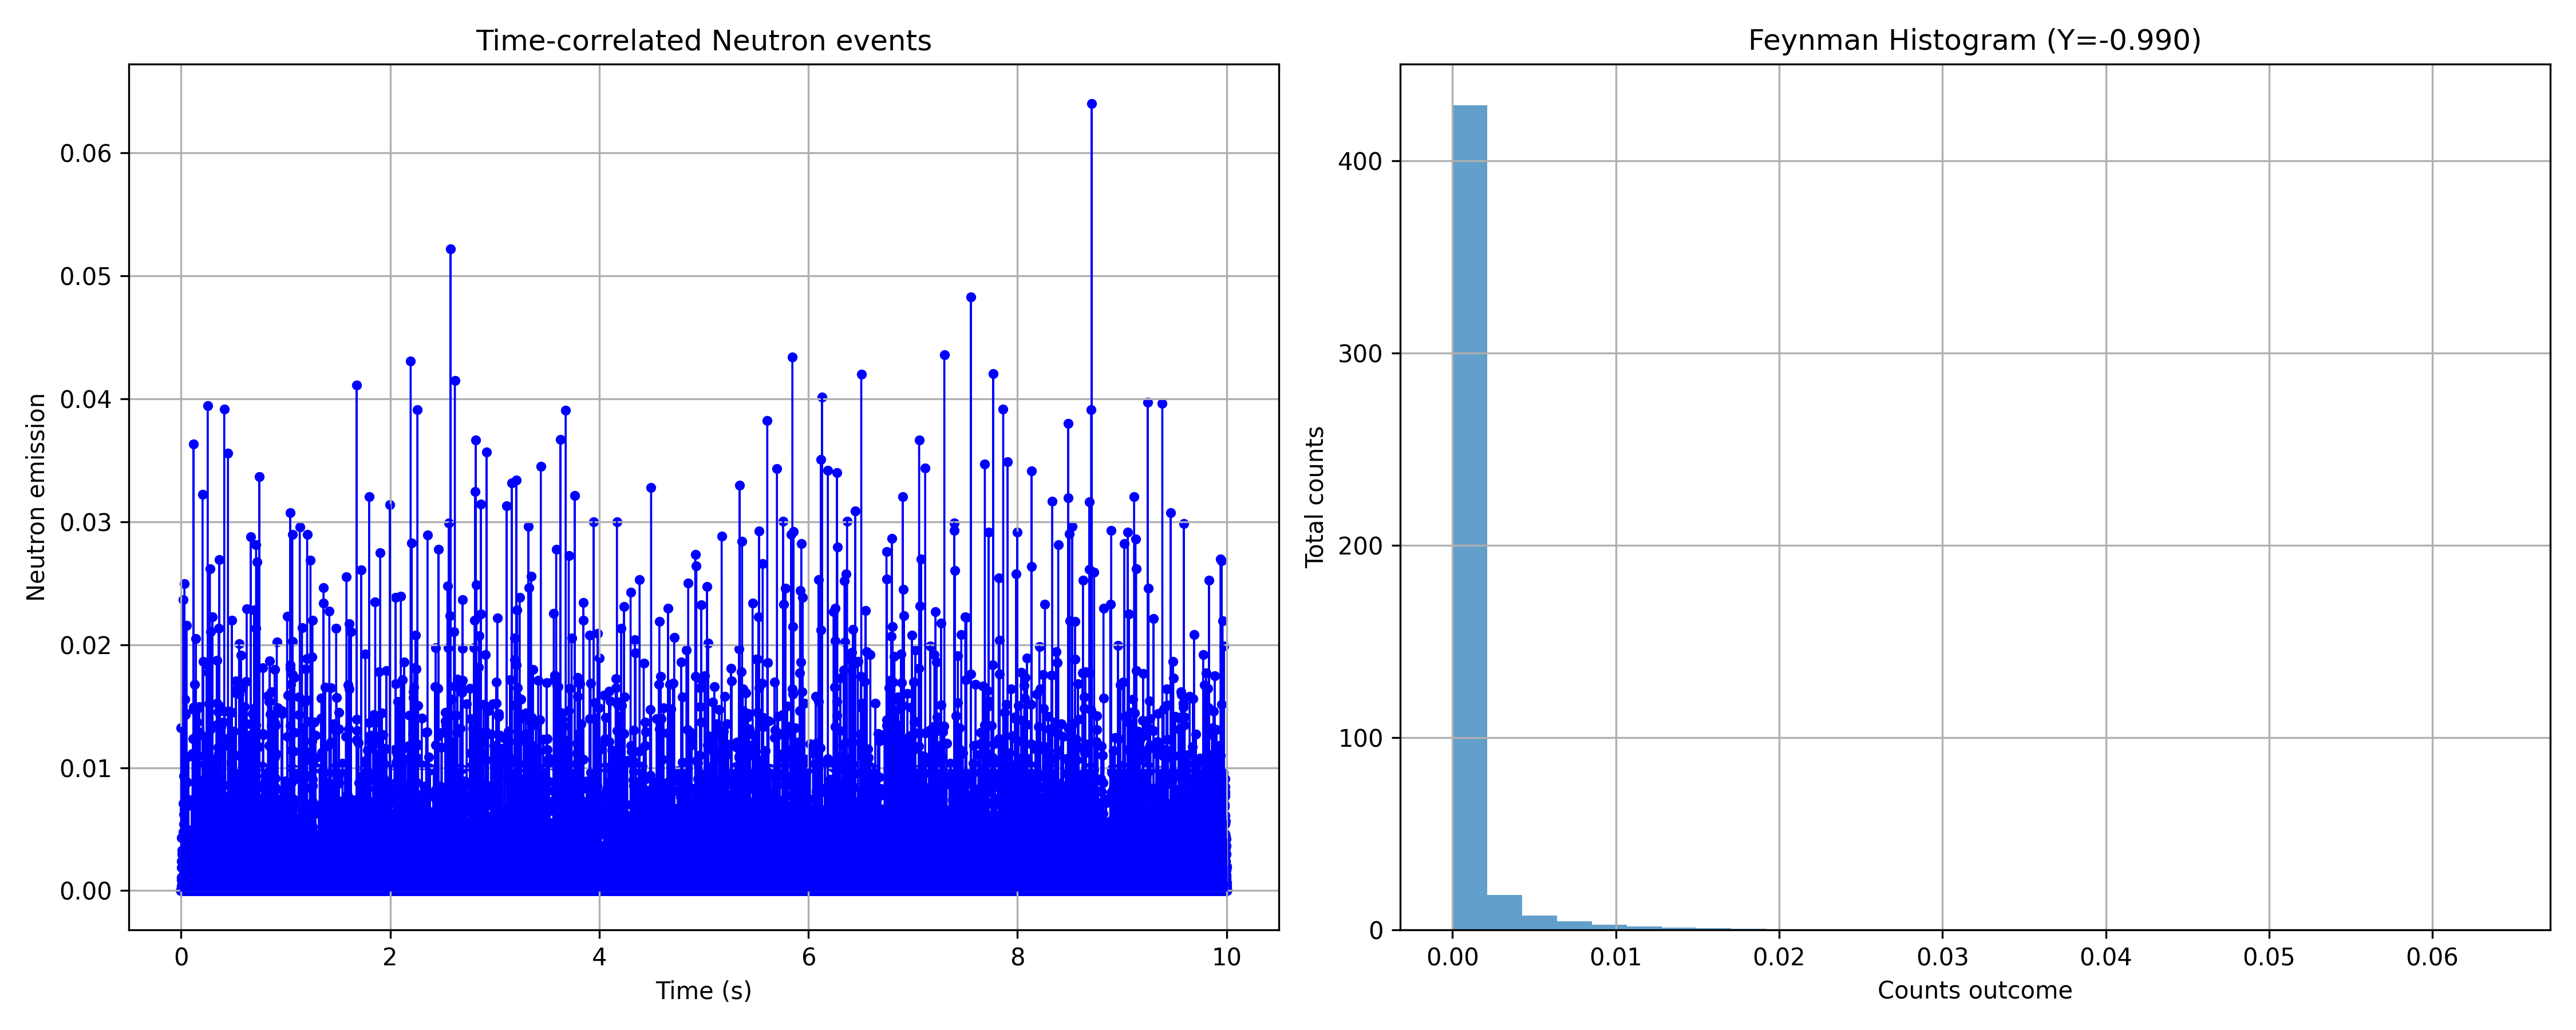 Time-correlated Neutron events
Neutron emission
0.06
0.05
0.04
0.03
0.02
0.01
0.00
0 2 4 6 8 10
Time (s)
Feynman Histogram (Y=-0.990)
Total counts
400
300
200
100
0
0.00 0.01 0.02 0.03 0.04 0.05 0.06
Counts outcome